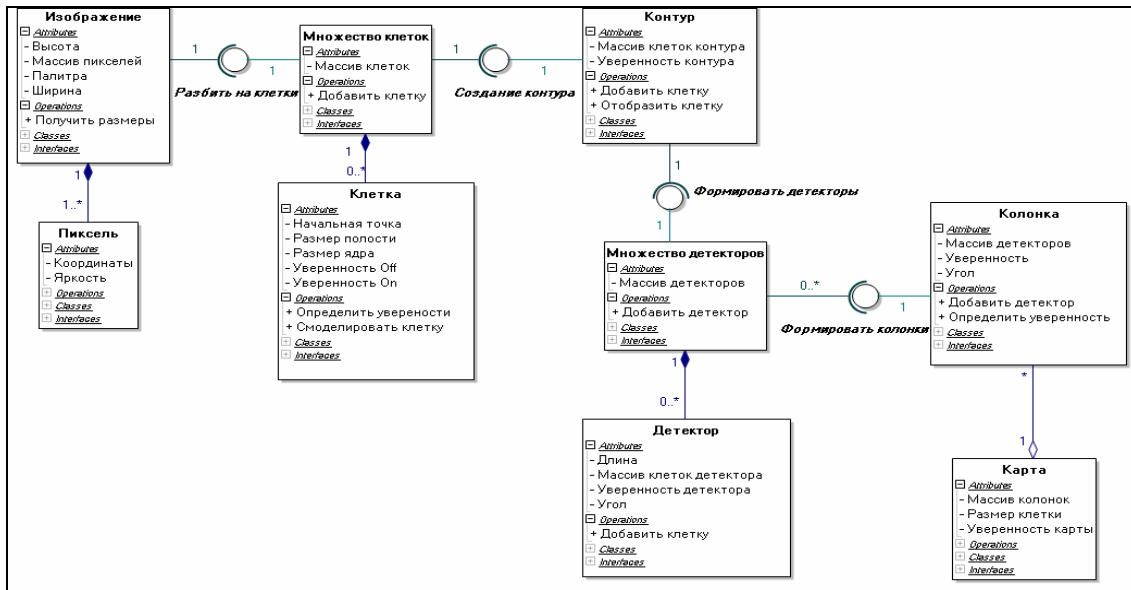 Изображение
Attributes
- Высота
- Массив пикселей
- Палитра
- Ширина
Operations
+ Получить размеры
Classes
Interfaces
1
1
Разбить на клетки
Множество клеток
Attributes
- Массив клеток
Operations
+ Добавить клетку
Classes
Interfaces
1
1
Создание контура
Контур
Attributes
- Массив клеток контура
- Уверенность контура
Operations
+ Добавить клетку
+ Отобразить клетку
Classes
Interfaces
1
1..*
Пиксель
Attributes
- Координаты
- Яркость
Operations
Classes
Interfaces
1
0..*
Клетка
Attributes
- Начальная точка
- Размер полости
- Размер ядра
- Уверенность Off
- Уверенность On
Operations
+ Определить уверености
+ Смоделировать клетку
Classes
Interfaces
1
Формировать детекторы
1
Множество детекторов
Attributes
- Массив детекторов
Operations
+ Добавить детектор
Classes
Interfaces
0..*
1
Формировать колонки
Колонка
Attributes
- Массив детекторов
- Уверенность
- Угол
Operations
+ Добавить детектор
+ Определить уверенность
Classes
Interfaces
1
0..*
Детектор
Attributes
- Длина
- Массив клеток детектора
- Уверенность детектора
- Угол
Operations
+ Добавить клетку
Classes
Interfaces
*
1
Карта
Attributes
- Массив колонок
- Размер клетки
- Уверенность карты
Operations
Classes
Interfaces